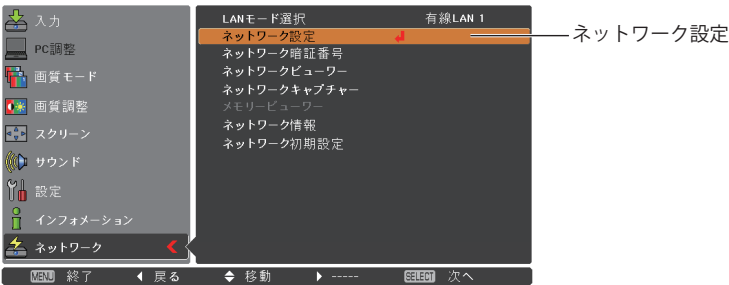 入力
PC調整
画質モード
画質調整
スクリーン
サウンド
設定
インフォメーション
ネットワーク
LANモード選択 有線LAN 1
ネットワーク設定
ネットワーク暗証番号
ネットワークビューワー
ネットワークキャプチャー
メモリービューワー
ネットワーク情報
ネットワーク初期設定
ネットワーク設定
MENU 終了 戻る 移動 ----- SELECT 次へ